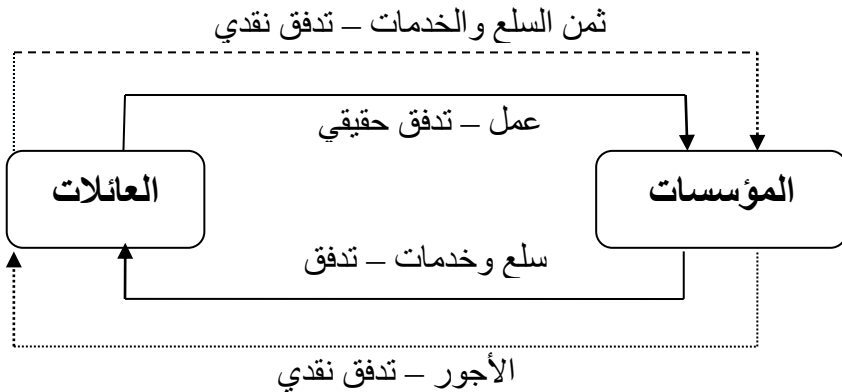 ثمن السلع والخدمات – تدفق نقدي
عمل – تدفق حقيقي
المؤسسات
العائلات
سلع وخدمات – تدفق
الأجور – تدفق نقدي